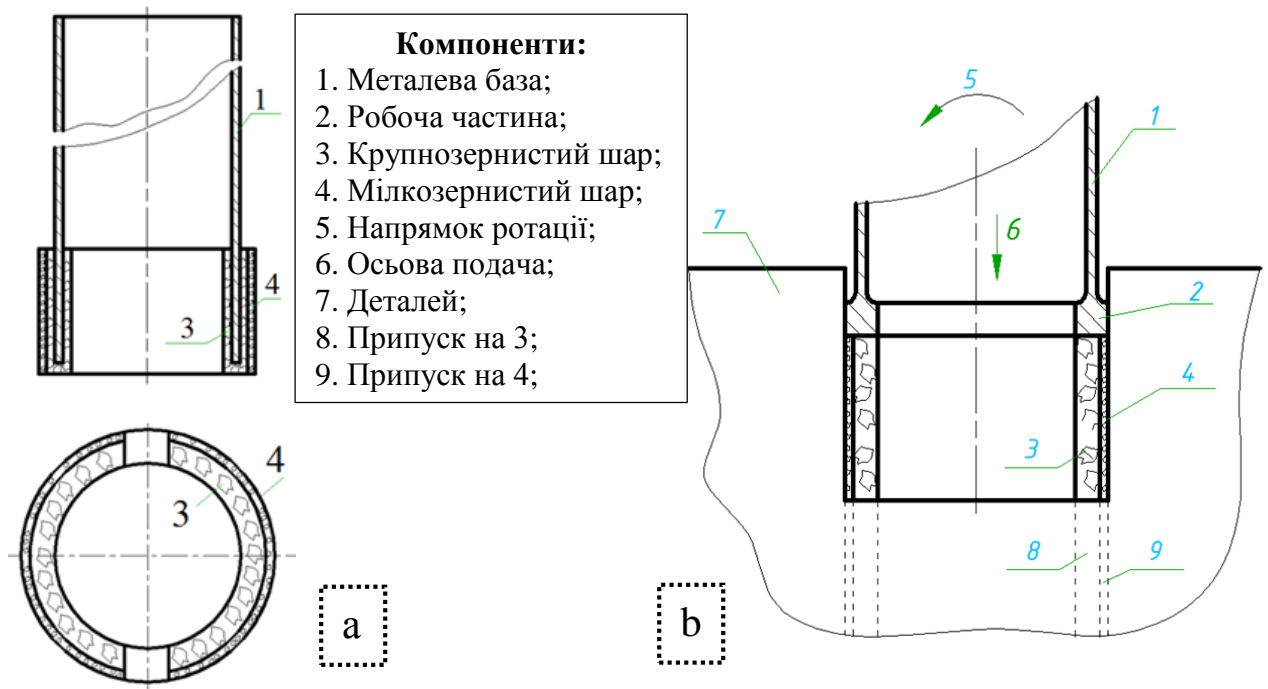 1
4
3
4
3
a
Компоненти:
1. Металева база;
2. Робоча частина;
3. Крупнозернистий шар;
4. Мілкозернистий шар;
5. Напрямок ротації;
6. Осьова подача;
7. Деталей;
8. Припуск на 3;
9. Припуск на 4;
5
1
7
6
2
4
3
8
9
b